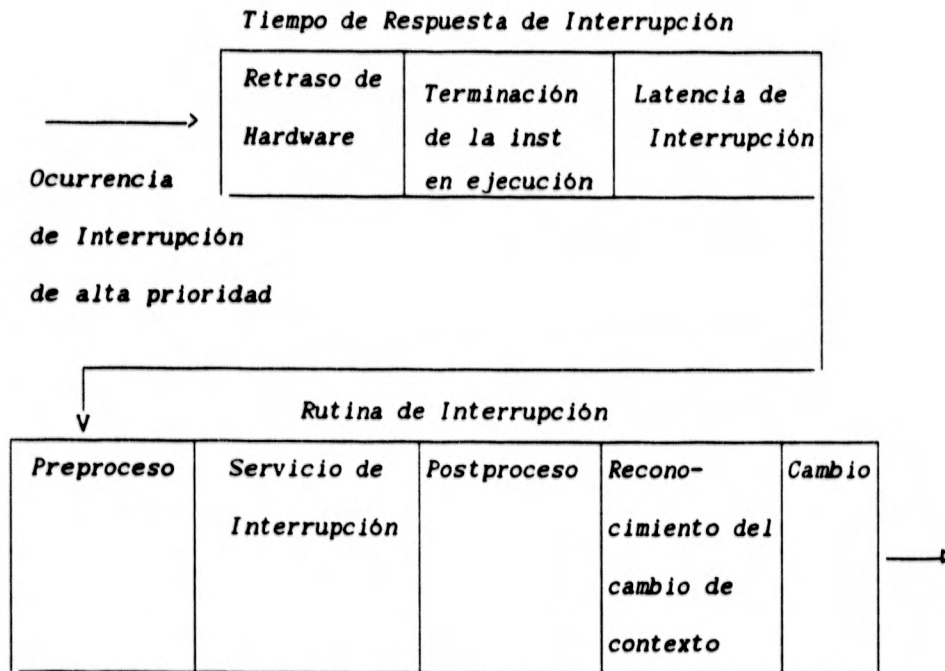 Tiempo de Respuesta de Interrupción
Retraso de
Hardware
Terminación
de la inst
en ejecución
Latencia de
Interrupción
Ocurrencia
de Interrupción
de alta prioridad
Rutina de Interrupción
Preproceso
Servicio de
Interrupción
Postproceso
Recono-
cimiento del
cambio de
contexto
Cambio